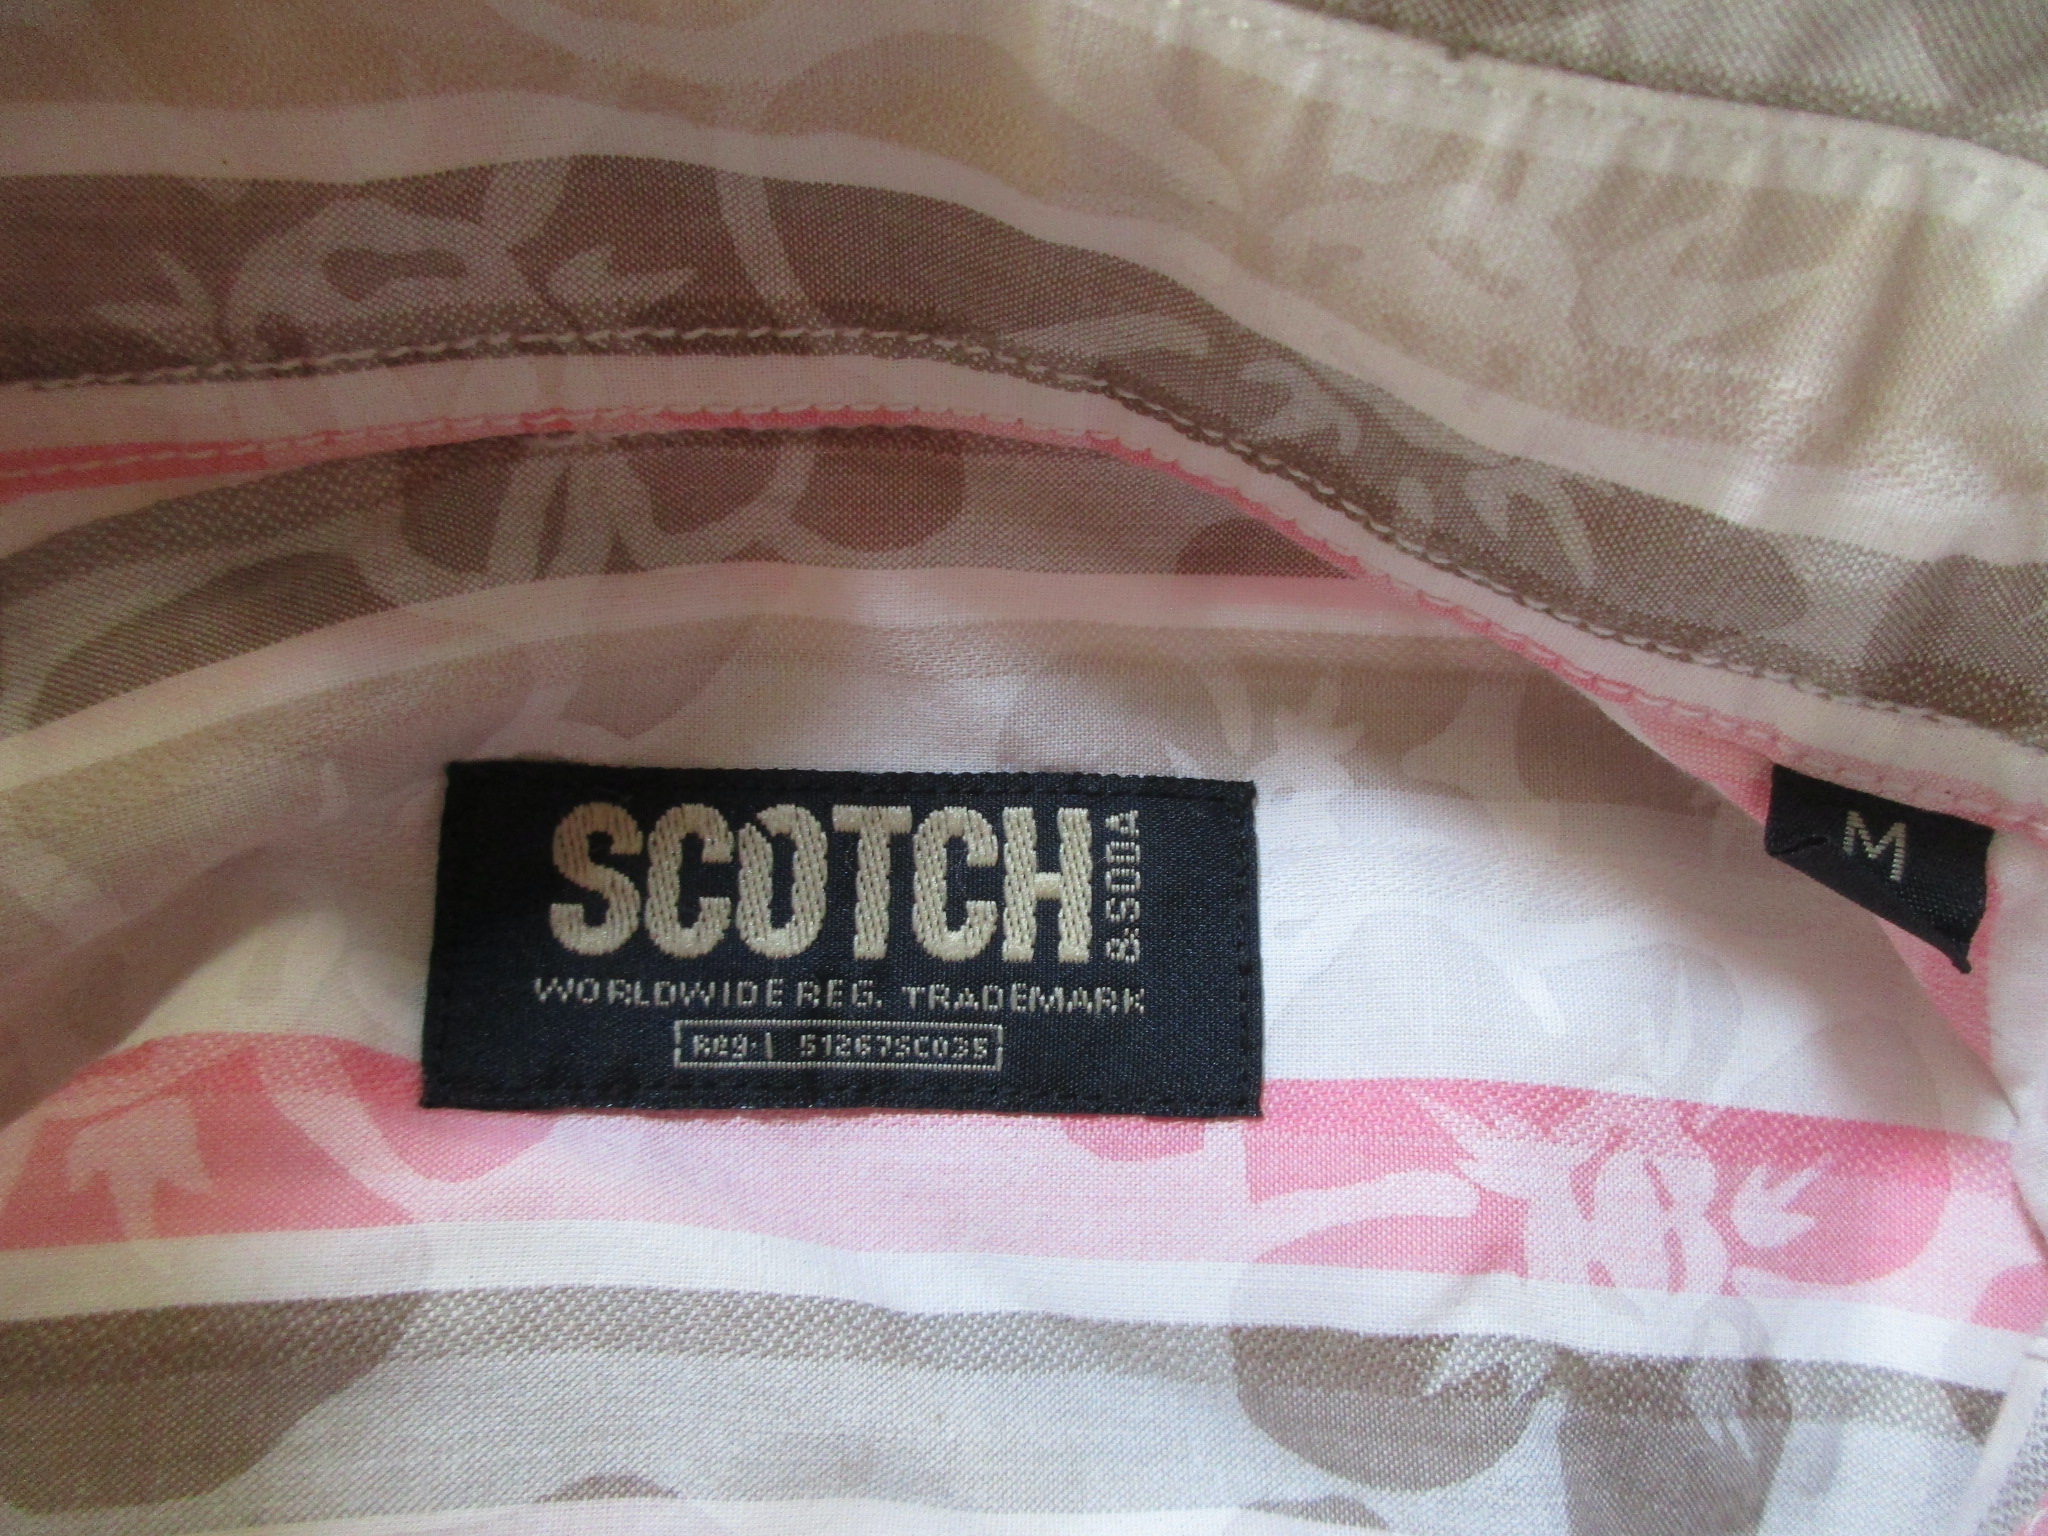 SCOTCH & SODA
WORLDWIDE REG. TRADEMARK
Reg:\ 51267SC035
M